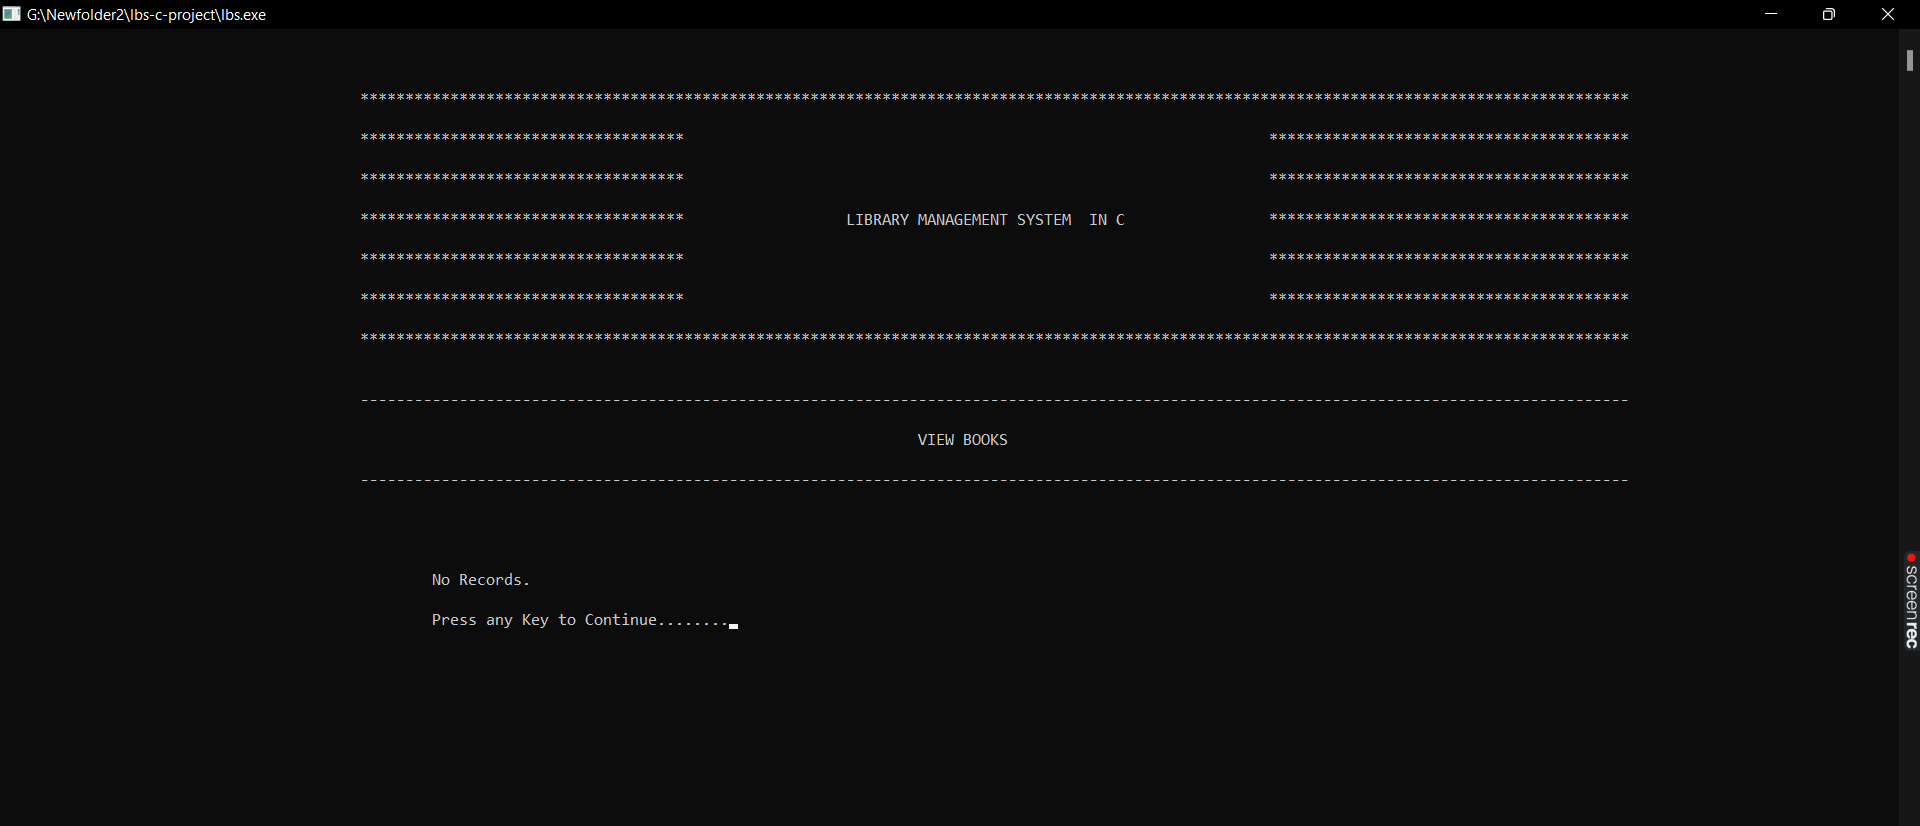 G:\Newfolder2\lbs-c-project\lbs.exe
*********************************************************************************************************************************************
************************************ ****************************************
************************************ ****************************************
************************************ LIBRARY MANAGEMENT SYSTEM  IN C ****************************************
************************************ ****************************************
************************************ ****************************************
*********************************************************************************************************************************************
---------------------------------------------------------------------------------------------------------------------------------------------
VIEW BOOKS
---------------------------------------------------------------------------------------------------------------------------------------------
No Records.
Press any Key to Continue........
screenrec